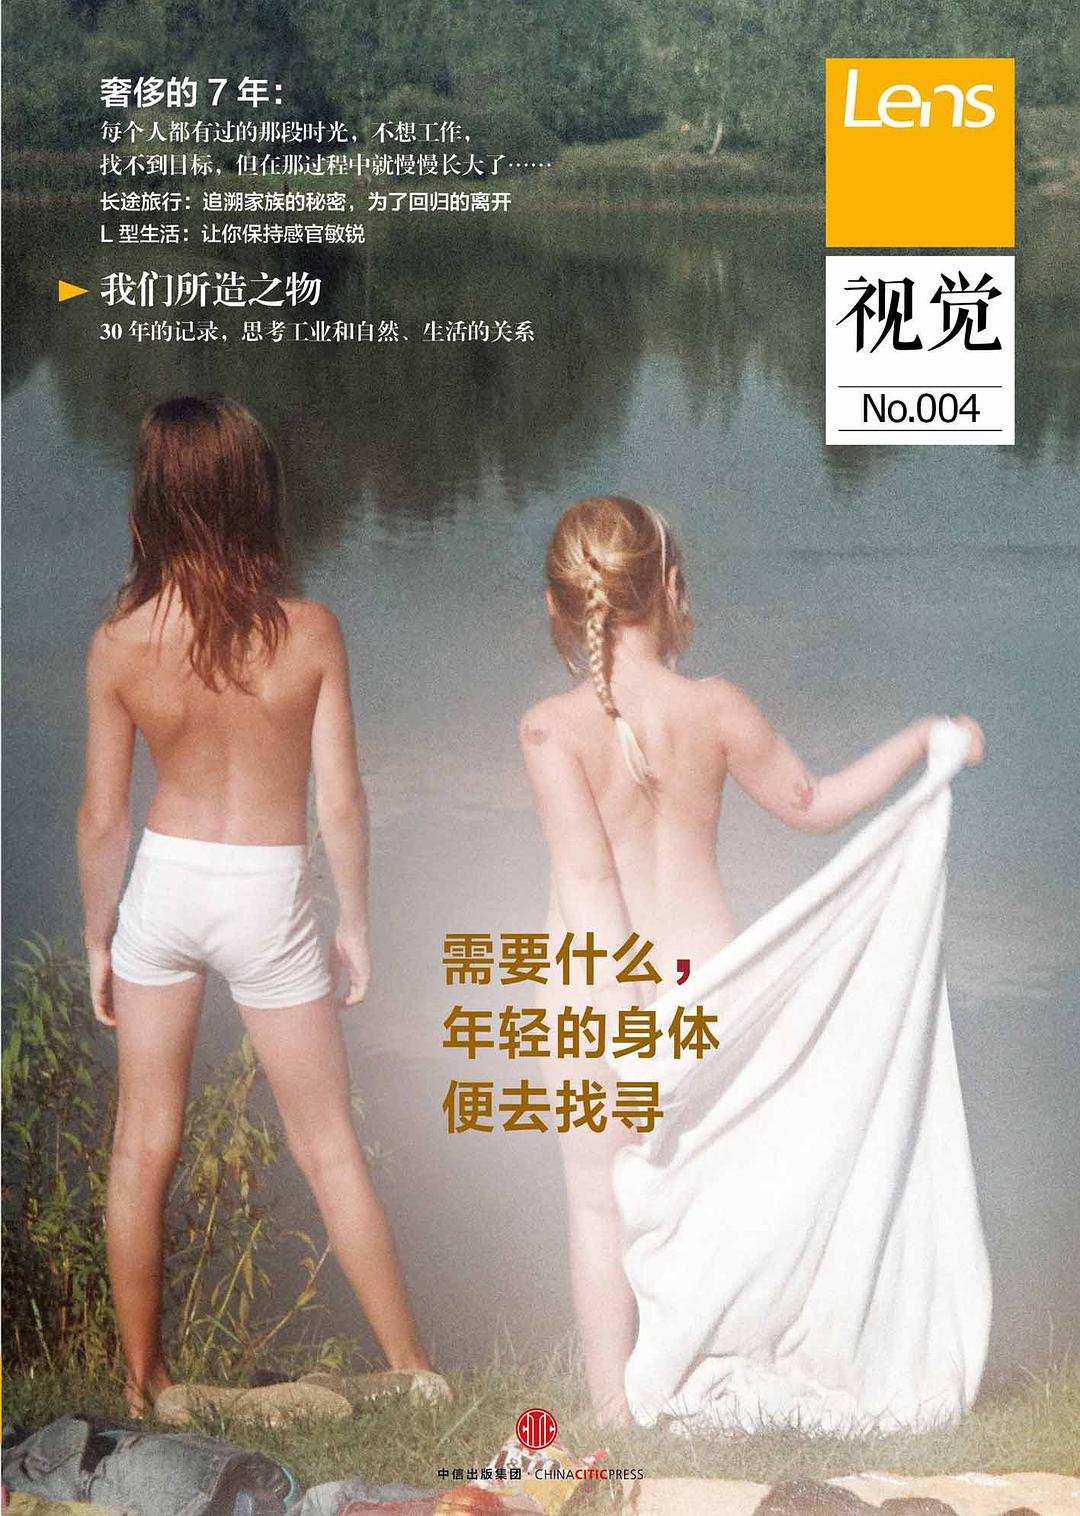 奢侈的 7 年：
每个人都有过的那段时光，不想工作，
找不到目标，但在那过程中就慢慢长大了……
长途旅行：追溯家族的秘密，为了回归的离开
L 型生活：让你保持感官敏锐
我们所造之物
30 年的记录，思考工业和自然、生活的关系
Lens
视觉
No.004
需要什么，
年轻的身体
便去找寻
中信出版集团·CHINACITICPRESS